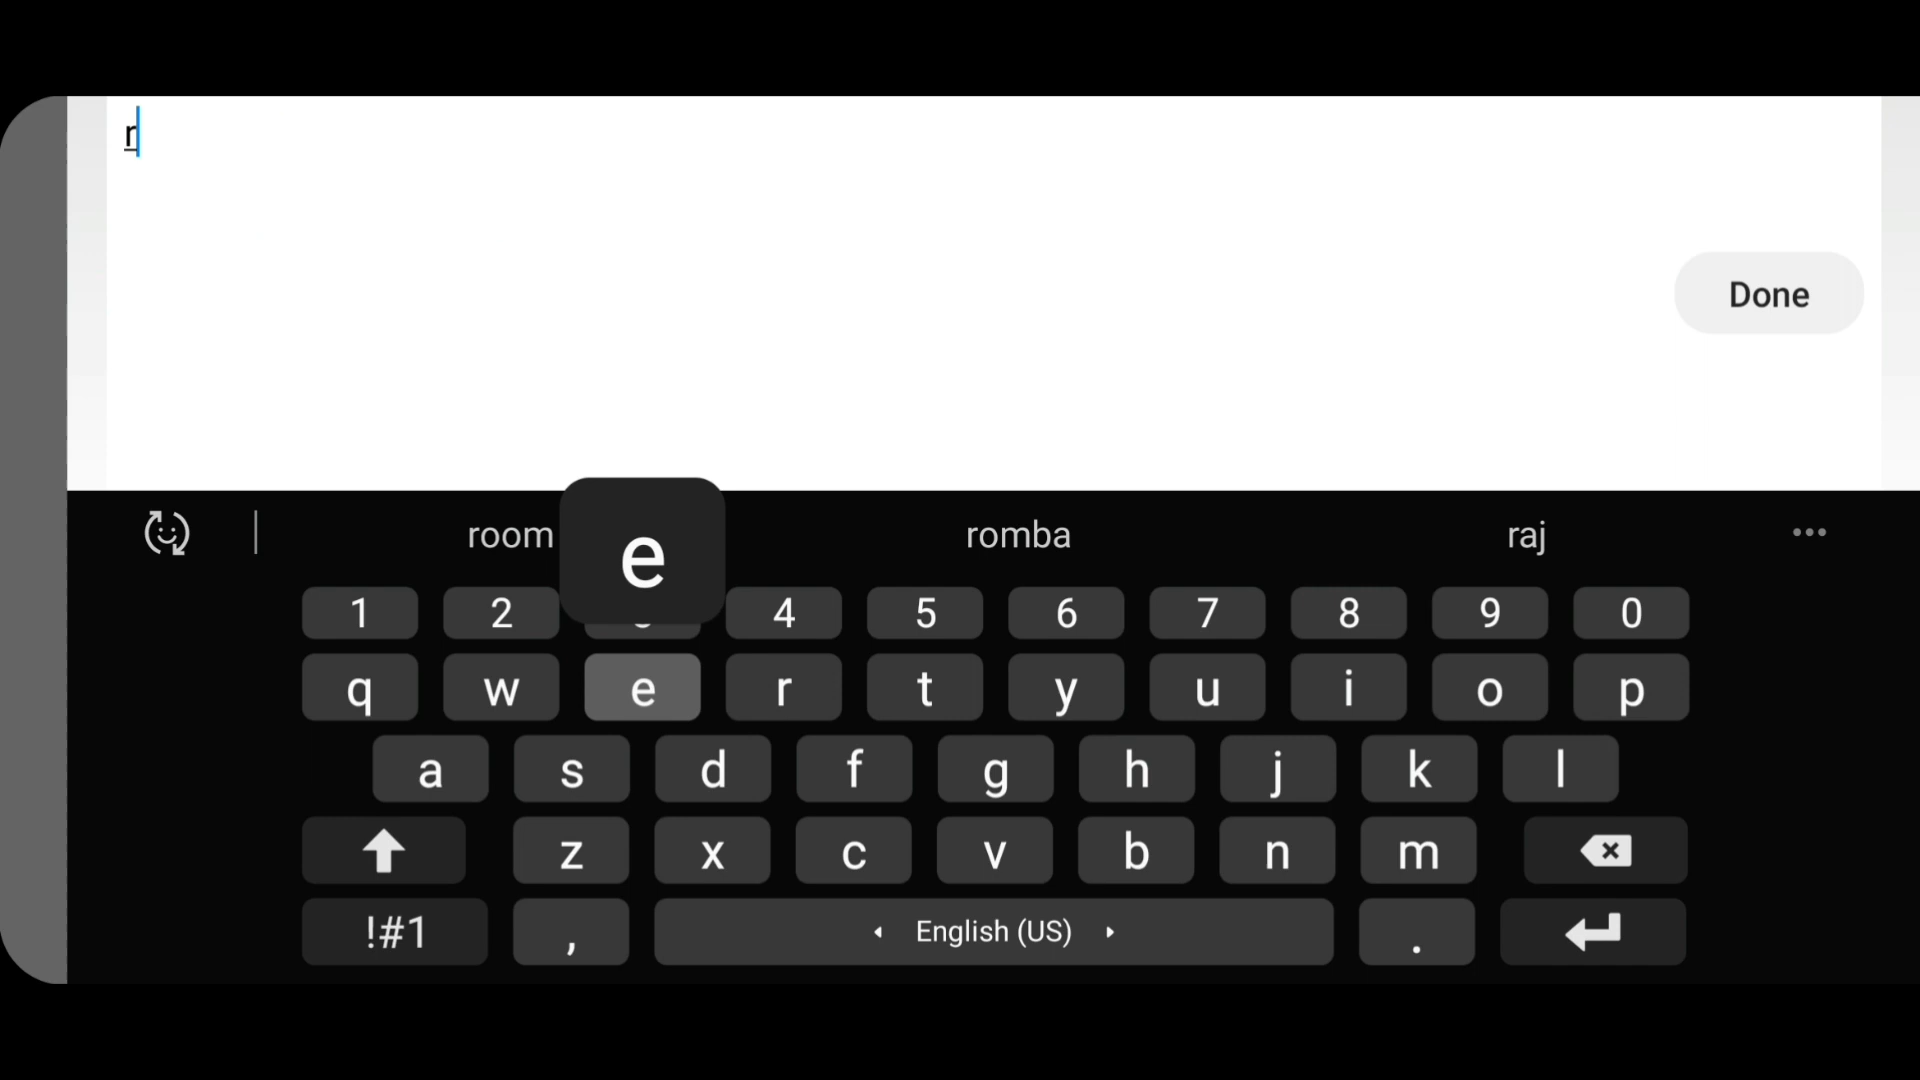 r
Done
room
e
romba
raj
1 2 4 5 6 7 8 9 0
q w e r t y u i o p
a s d f g h j k l
z x c v b n m
!#1 , English (US) .